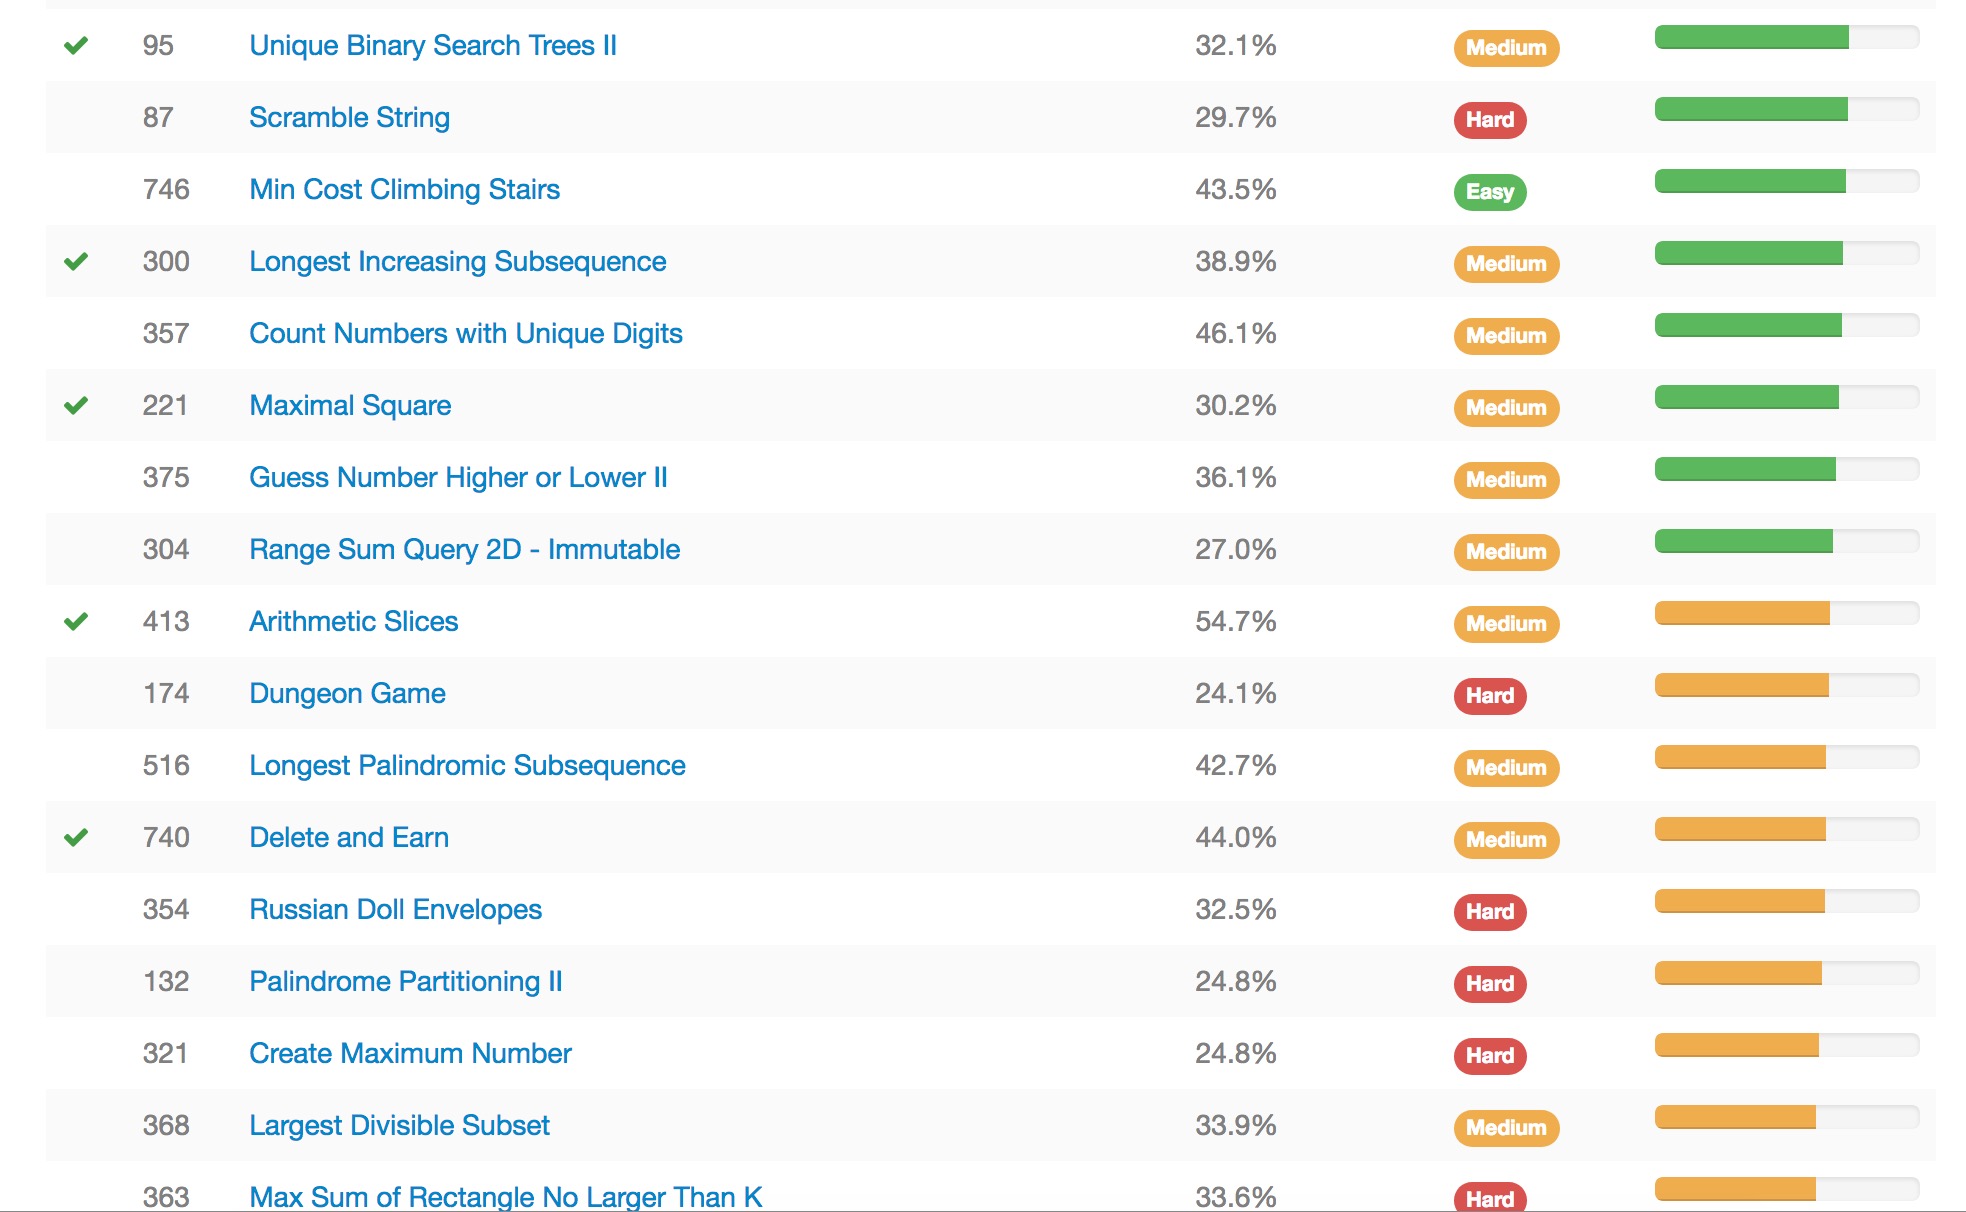 95 Unique Binary Search Trees II 32.1% Medium
87 Scramble String 29.7% Hard
746 Min Cost Climbing Stairs 43.5% Easy
300 Longest Increasing Subsequence 38.9% Medium
357 Count Numbers with Unique Digits 46.1% Medium
221 Maximal Square 30.2% Medium
375 Guess Number Higher or Lower II 36.1% Medium
304 Range Sum Query 2D - Immutable 27.0% Medium
413 Arithmetic Slices 54.7% Medium
174 Dungeon Game 24.1% Hard
516 Longest Palindromic Subsequence 42.7% Medium
740 Delete and Earn 44.0% Medium
354 Russian Doll Envelopes 32.5% Hard
132 Palindrome Partitioning II 24.8% Hard
321 Create Maximum Number 24.8% Hard
368 Largest Divisible Subset 33.9% Medium
363 Max Sum of Rectangle No Larger Than K 33.6% Hard